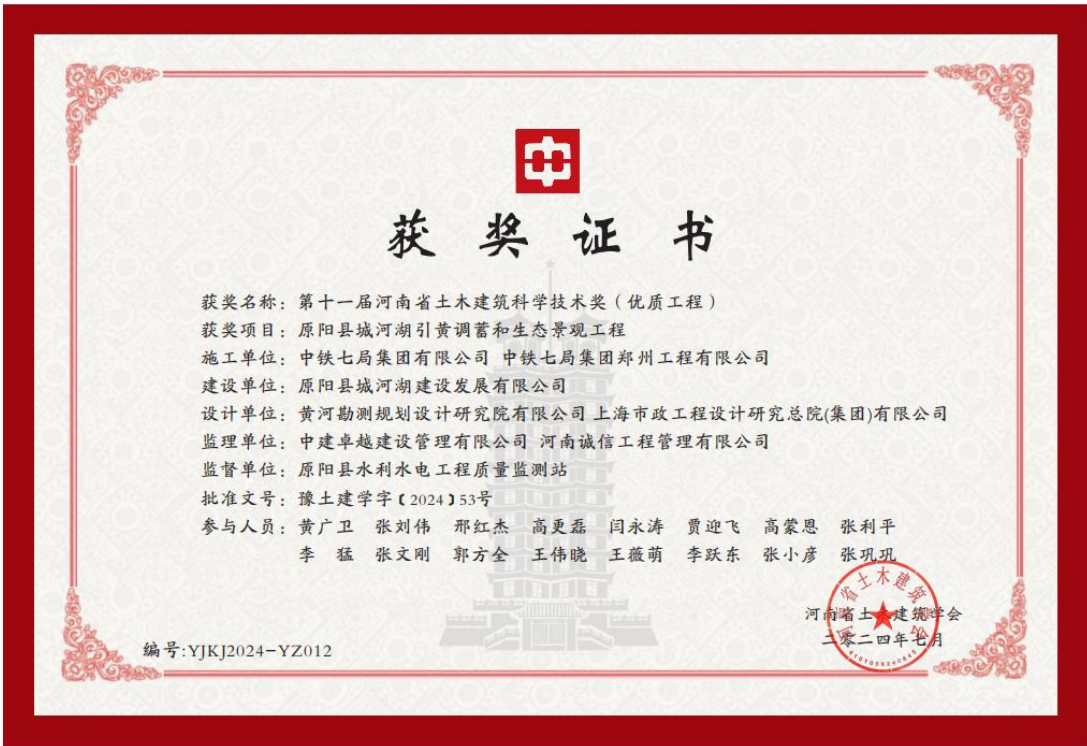 获奖证书
获奖名称：第十一届河南省土木建筑科学技术奖（优质工程）
获奖项目：原阳县城河湖引黄调蓄和生态景观工程
施工单位：中铁七局集团有限公司 中铁七局集团郑州工程有限公司
建设单位：原阳县城河湖建设发展有限公司
设计单位：黄河勘测规划设计研究院有限公司 上海市政工程设计研究总院(集团)有限公司
监理单位：中建卓越建设管理有限公司 河南诚信工程管理有限公司
监督单位：原阳县水利水电工程质量监测站
批准文号：豫土建学字〔2024〕53号
参与人员：黄广卫 张刘伟 邢红杰 高更磊 闫永涛 贾迎飞 高蒙恩 张利平
李 猛 张文刚 郭方全 王伟晓 王薇萌 李跃东 张小彦 张巩巩
河南省土木建筑学会
二零二四年七月
编号:YJKJ2024-YZ012